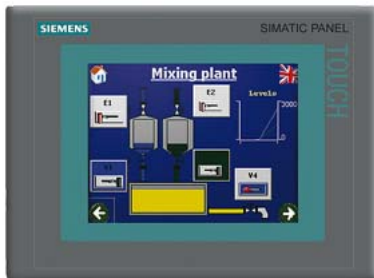 SIEMENS
SIMATIC PANEL
TOUCH
Mixing plant
E1
E2
Levels
2000
0
V4